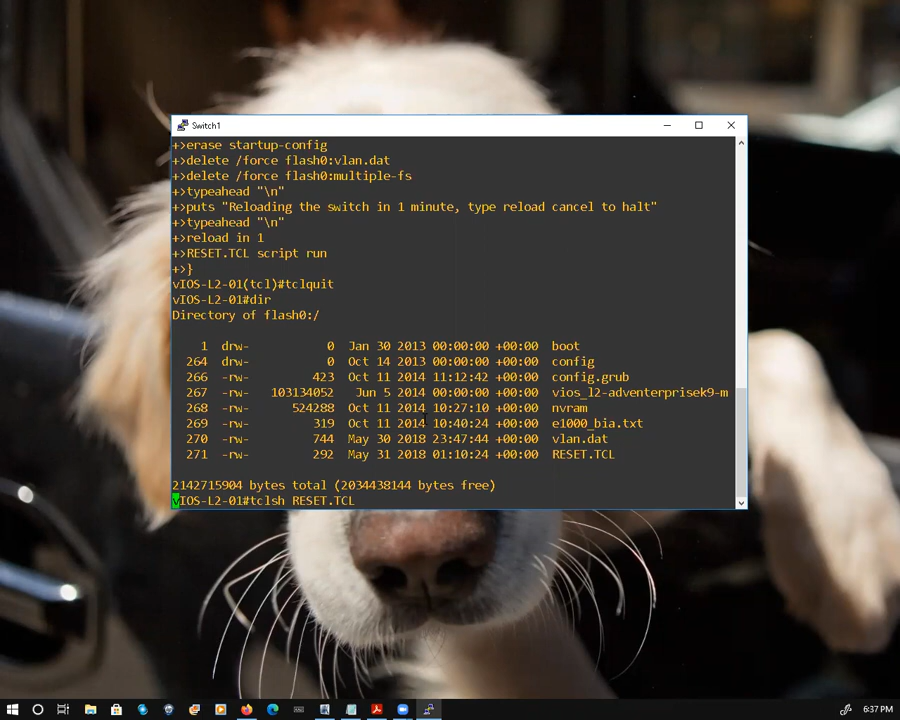 Switch1
+>erase startup-config
+>delete /force flash0:vlan.dat
+>delete /force flash0:multiple-fs
+>typeahead "\n"
+>puts "Reloading the switch in 1 minute, type reload cancel to halt"
+>typeahead "\n"
+>reload in 1
+>RESET.TCL script run
+>}
vIOS-L2-01(tcl)#tclquit
vIOS-L2-01#dir
Directory of flash0:/
1 drw- 0 Jan 30 2013 00:00:00 +00:00 boot
264 drw- 0 Oct 14 2013 00:00:00 +00:00 config
266 -rw- 423 Oct 11 2014 11:12:42 +00:00 config.grub
267 -rw- 103134052 Jun 5 2014 00:00:00 +00:00 vios_l2-adventerprisek9-m
268 -rw- 524288 Oct 11 2014 10:27:10 +00:00 nvram
269 -rw- 319 Oct 11 2014 10:40:24 +00:00 e1000_bia.txt
270 -rw- 744 May 30 2018 23:47:44 +00:00 vlan.dat
271 -rw- 292 May 31 2018 01:10:24 +00:00 RESET.TCL
2142715904 bytes total (2034438144 bytes free)
vIOS-L2-01#tclsh RESET.TCL
6:37 PM